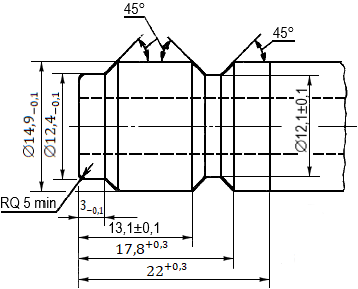 45°
45°
Ø14,9₋₀,₁
Ø12,4₋₀,₁
Ø12,1±0,1
RQ 5 min
3₋₀,₁
13,1±0,1
17,8⁺⁰,³
22⁺⁰,³